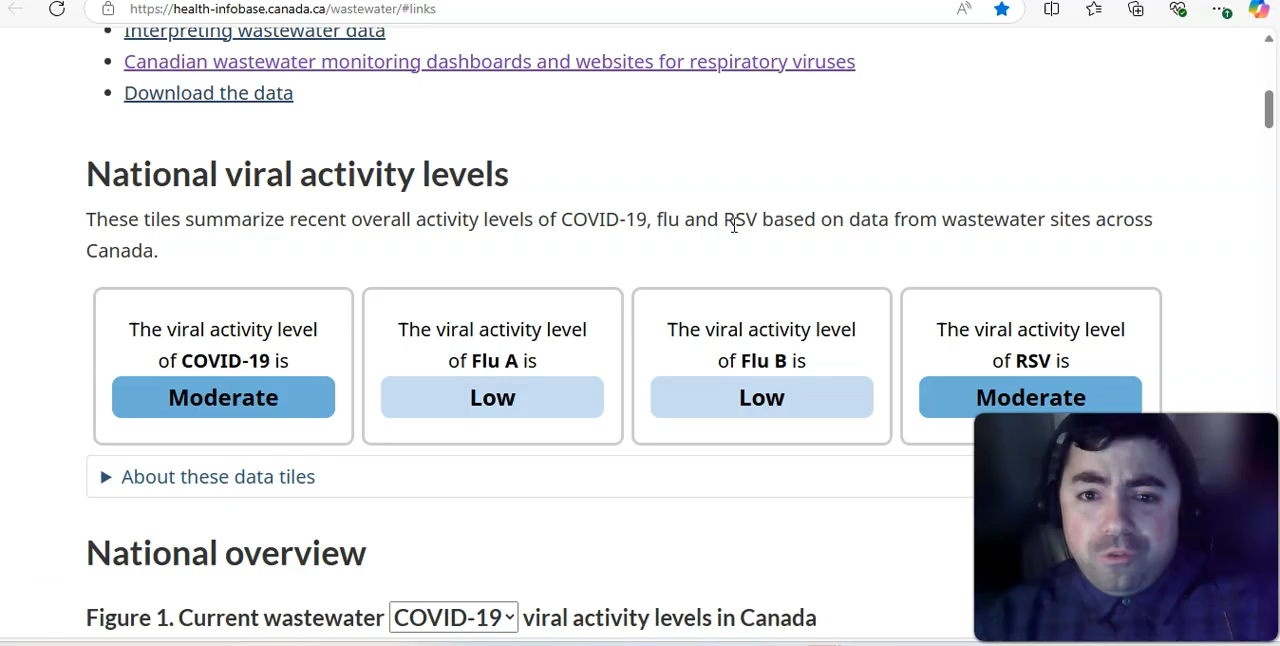 https://health-infobase.canada.ca/wastewater/#links
Interpreting wastewater data
Canadian wastewater monitoring dashboards and websites for respiratory viruses
Download the data
National viral activity levels
These tiles summarize recent overall activity levels of COVID-19, flu and RSV based on data from wastewater sites across
Canada.
The viral activity level
of COVID-19 is
Moderate
The viral activity level
of Flu A is
Low
The viral activity level
of Flu B is
Low
The viral activity level
of RSV is
Moderate
About these data tiles
National overview
Figure 1. Current wastewater COVID-19 viral activity levels in Canada